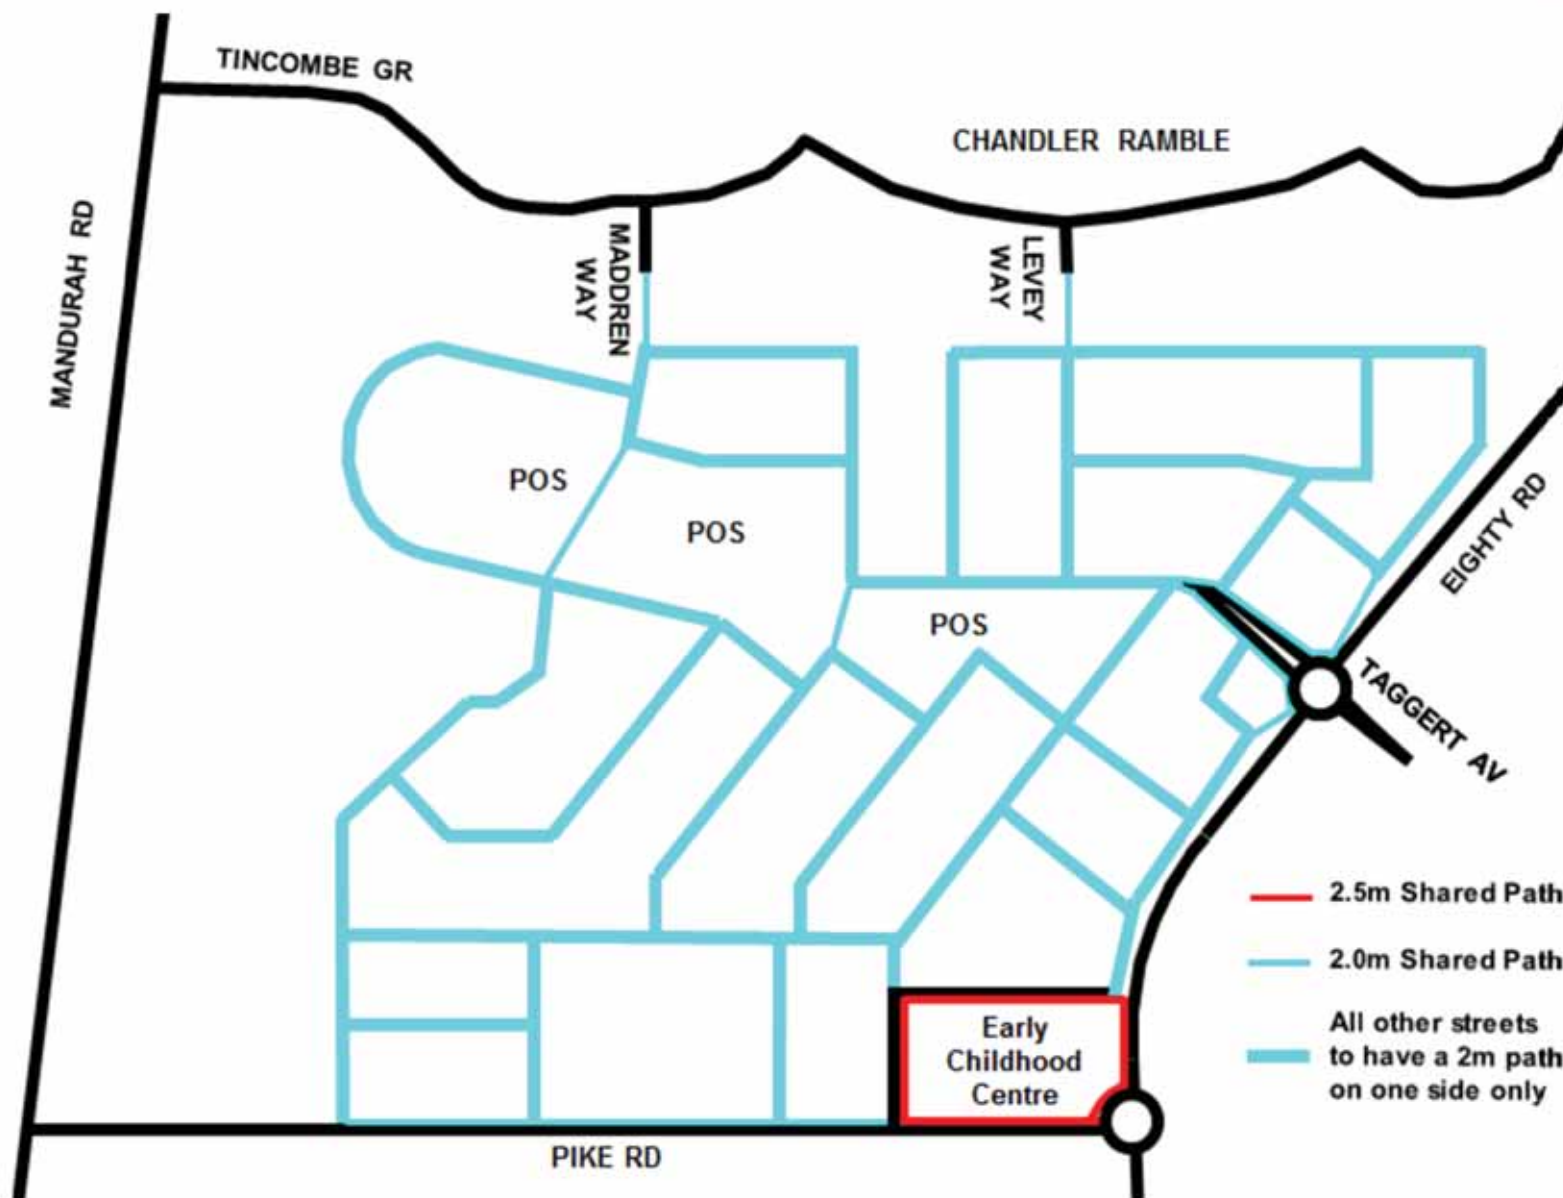 TINCOMBE GR
CHANDLER RAMBLE
MANDURAH RD
MADDREN
WAY
LEVEY
WAY
POS
POS
EIGHTY RD
POS
TAGGERT AV
2.5m Shared Path
2.0m Shared Path
All other streets
to have a 2m path
on one side only
Early
Childhood
Centre
PIKE RD